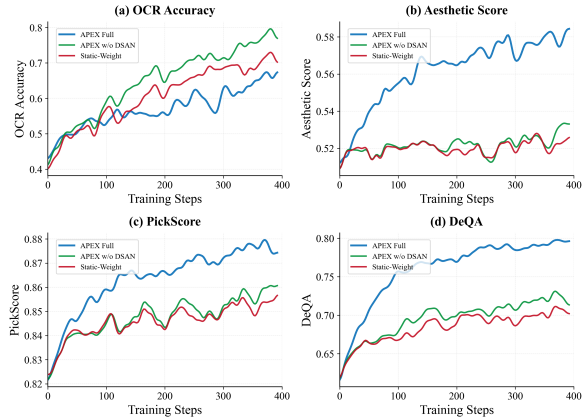 (a) OCR Accuracy
APEX Full
APEX w/o DSAN
Static-Weight
OCR Accuracy
0.8
0.7
0.6
0.5
0.4
0
100
200
300
400
Training Steps
(b) Aesthetic Score
APEX Full
APEX w/o DSAN
Static-Weight
Aesthetic Score
0.58
0.56
0.54
0.52
0
100
200
300
400
Training Steps
(c) PickScore
APEX Full
APEX w/o DSAN
Static-Weight
PickScore
0.88
0.87
0.86
0.85
0.84
0.83
0.82
0
100
200
300
400
Training Steps
(d) DeQA
APEX Full
APEX w/o DSAN
Static-Weight
DeQA
0.80
0.75
0.70
0.65
0
100
200
300
400
Training Steps